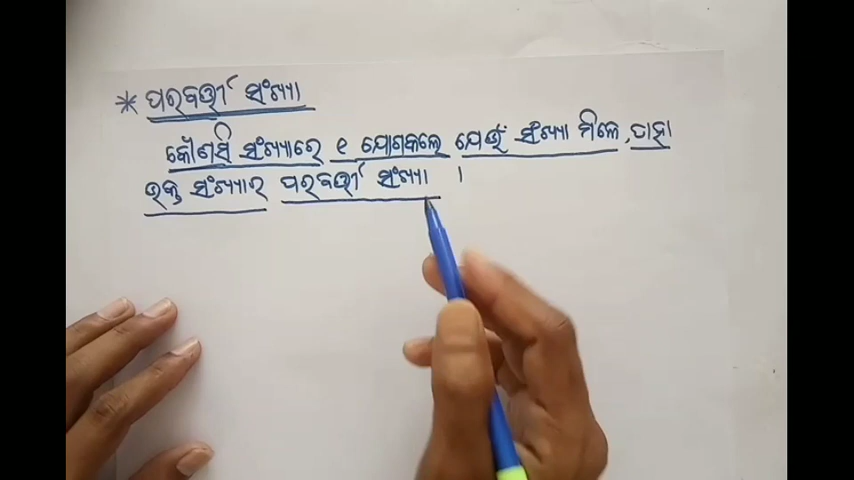 * ପରବର୍ତ୍ତୀ ସଂଖ୍ୟା
କୌଣସି ସଂଖ୍ୟାରେ ୧ ଯୋଗକଲେ ଯେଉଁ ସଂଖ୍ୟା ମିଳେ, ତାହା
ଉକ୍ତ ସଂଖ୍ୟାର ପରବର୍ତ୍ତୀ ସଂଖ୍ୟା ।